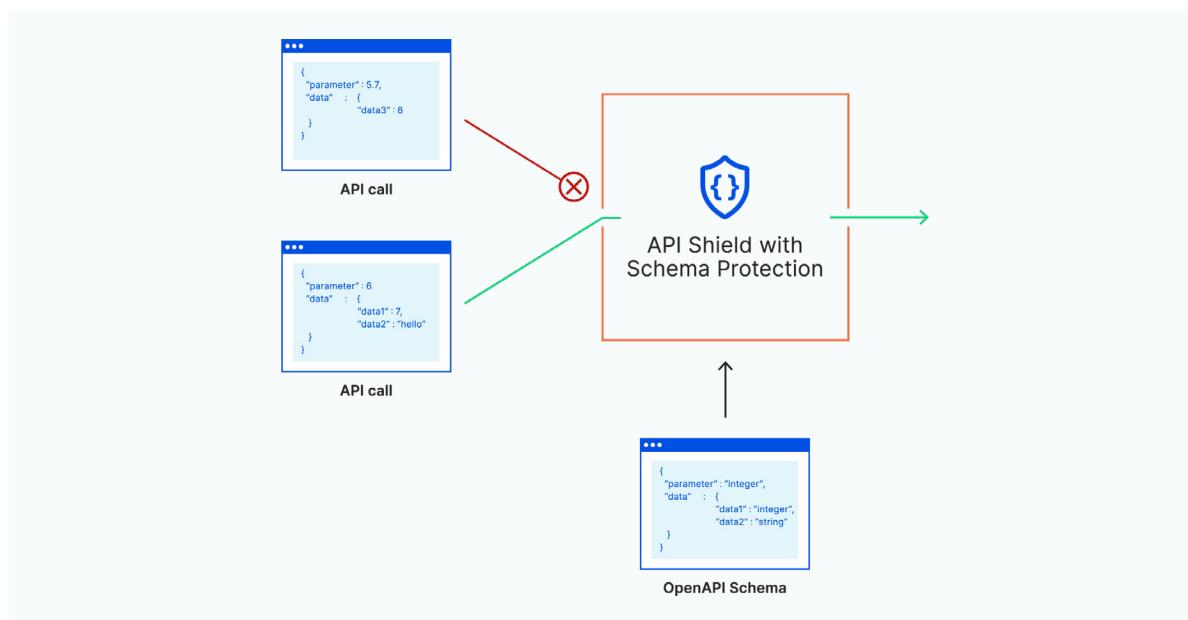 {
"parameter" : 5.7,
"data" : {
"data3" : 8
}
}
API call
{
"parameter" : 6
"data" : {
"data1" : 7,
"data2" : "hello"
}
}
API call
{ }
API Shield with
Schema Protection
{
"parameter" : "integer",
"data" : {
"data1" : "integer",
"data2" : "string"
}
}
OpenAPI Schema